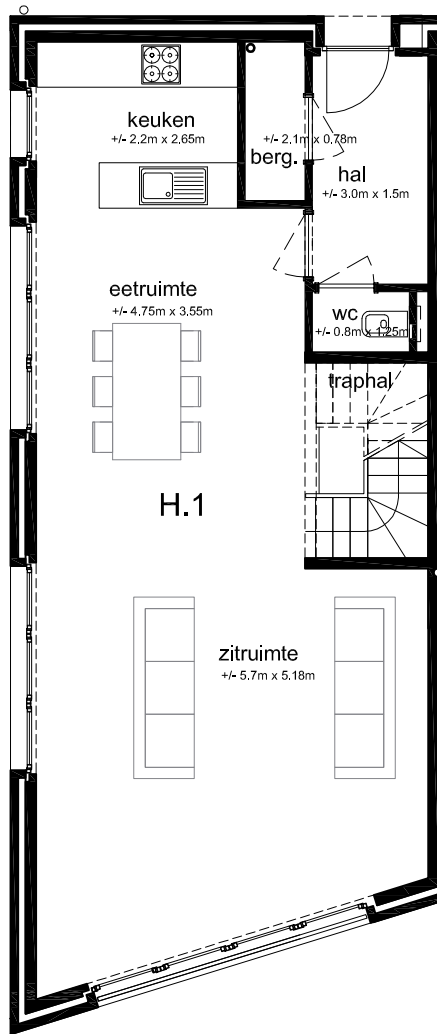 keuken
+/- 2.2m x 2.65m
+/- 2.1m x 0.78m
berg.
hal
+/- 3.0m x 1.5m
eetruimte
+/- 4.75m x 3.55m
wc
+/- 0.8m x 1.25m
traphal
H.1
zitruimte
+/- 5.7m x 5.18m